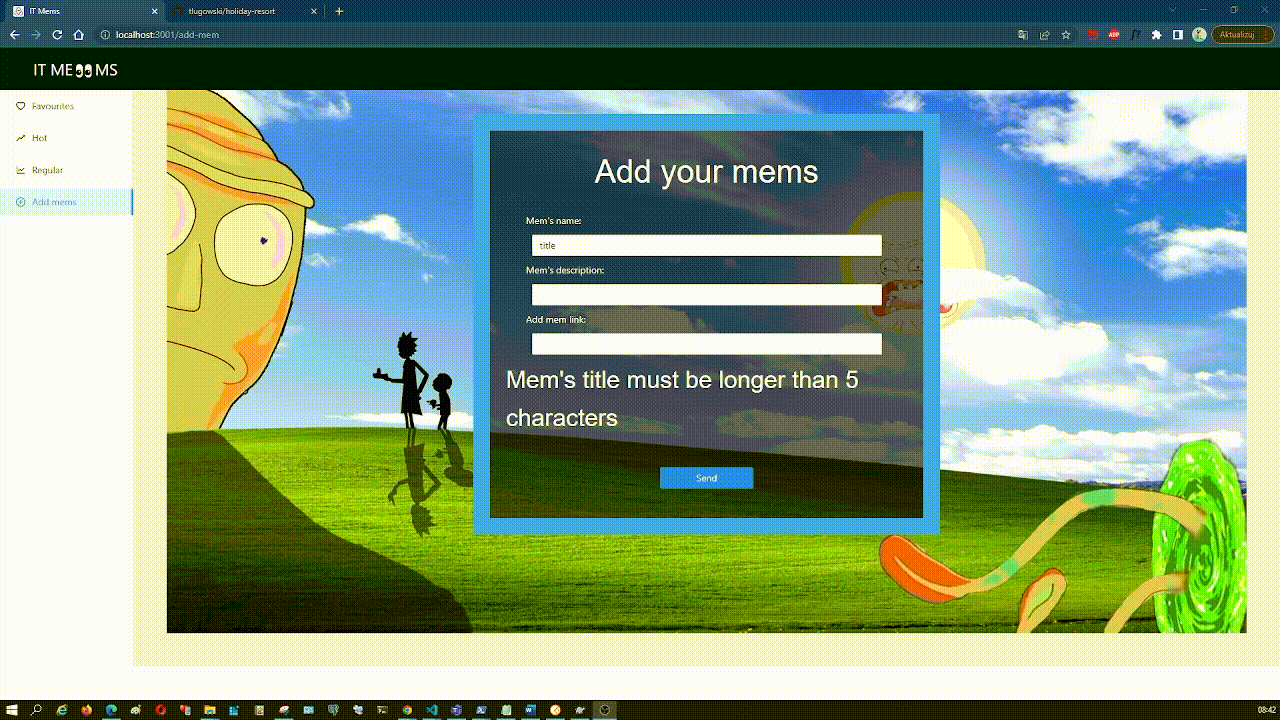 IT Mems
tlugowski/holiday-resort
localhost:3001/add-mem
ABP
Aktualizuj
IT ME👀MS
Favourites
Hot
Regular
Add mems
Add your mems
Mem's name:
title
Mem's description:
Add mem link:
Mem's title must be longer than 5
characters
Send
08:42